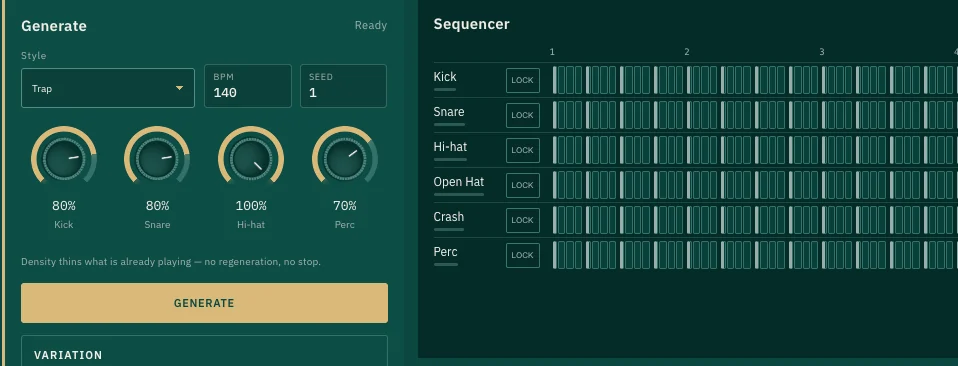 Generate
Ready
Style
Trap
BPM
140
SEED
1
80%
80%
100%
70%
Kick
Snare
Hi-hat
Perc
Density thins what is already playing — no regeneration, no stop.
GENERATE
VARIATION
Sequencer
1 2 3 4
Kick LOCK
Snare LOCK
Hi-hat LOCK
Open Hat LOCK
Crash LOCK
Perc LOCK